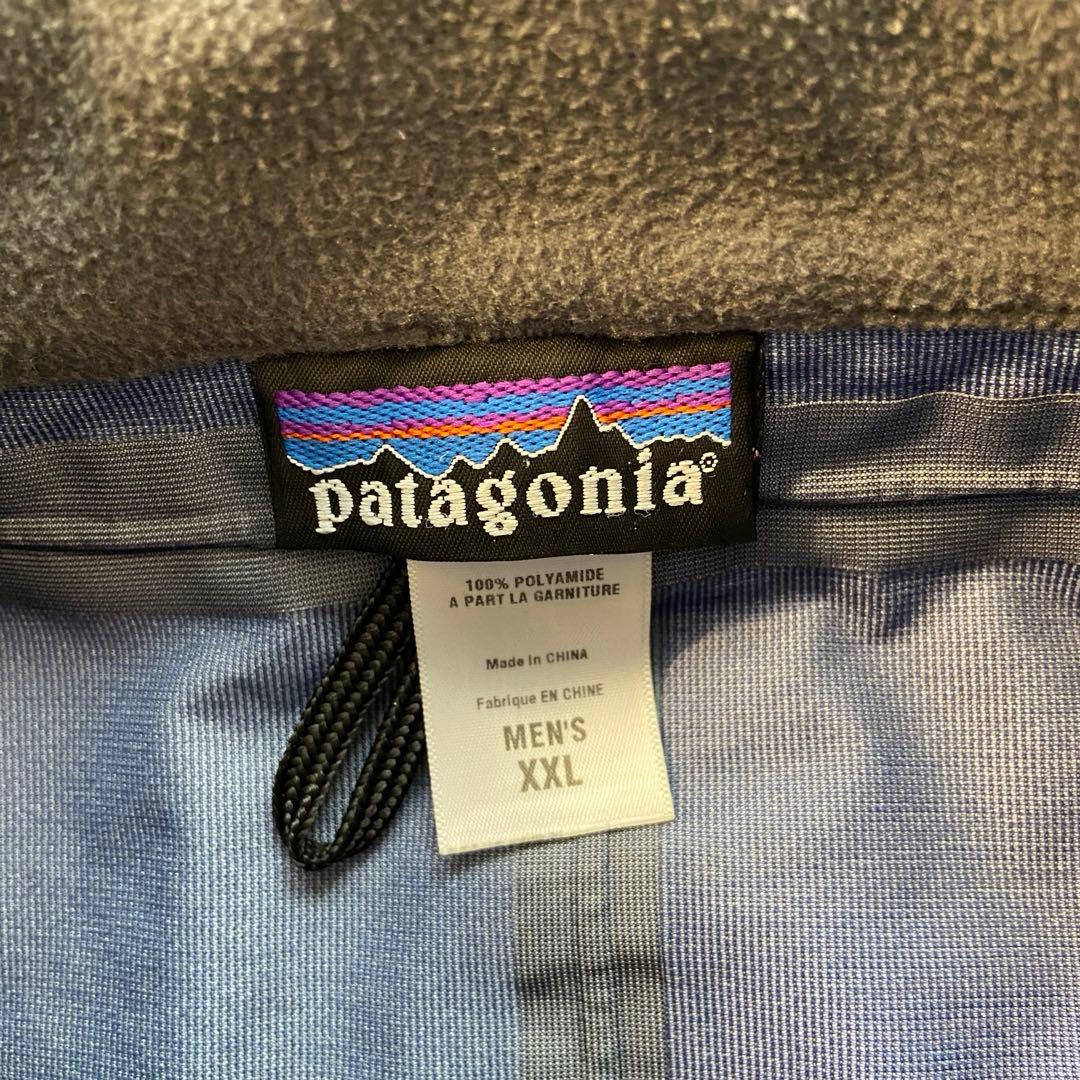 patagonia®
100% POLYAMIDE
A PART LA GARNITURE
Made In CHINA
Fabrique EN CHINE
MEN'S
XXL